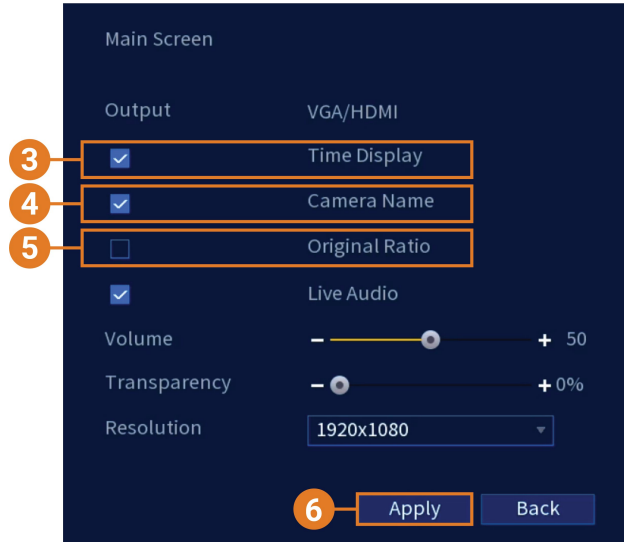 Main Screen
Output VGA/HDMI
3 Time Display
4 Camera Name
5 Original Ratio
Live Audio
Volume - + 50
Transparency - + 0%
Resolution 1920x1080
6 Apply Back